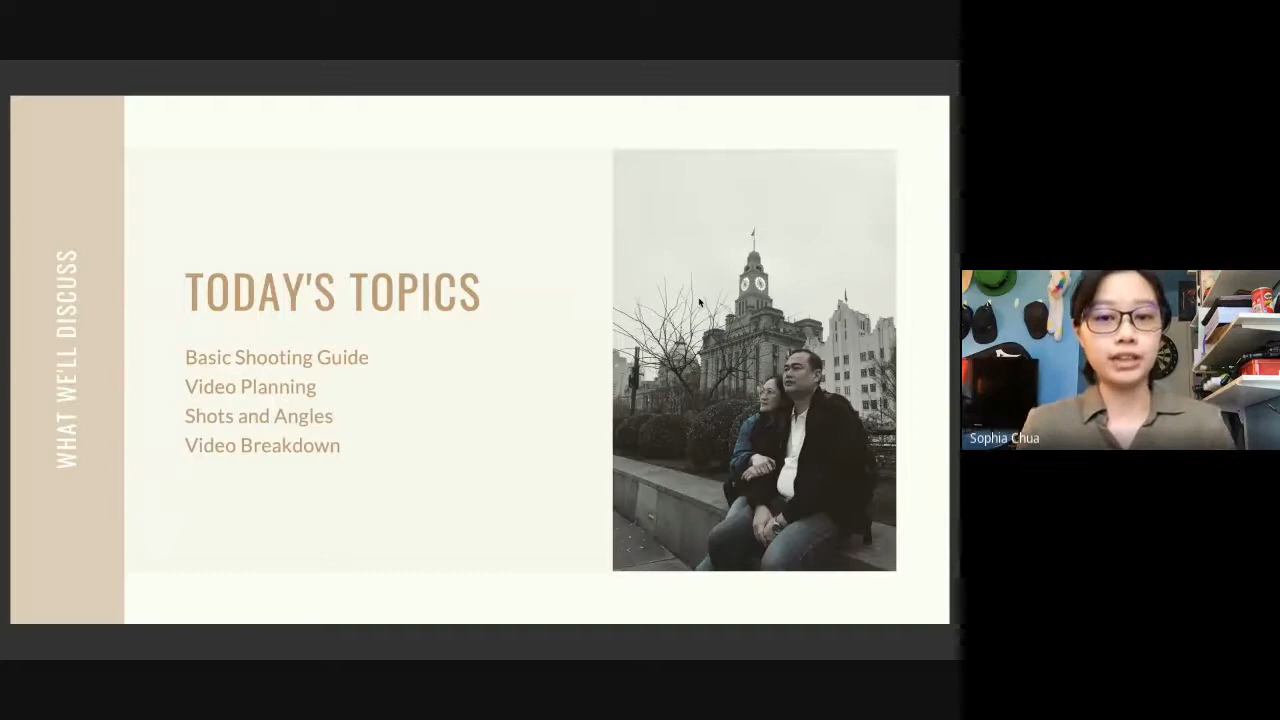 WHAT WE'LL DISCUSS
TODAY'S TOPICS
Basic Shooting Guide
Video Planning
Shots and Angles
Video Breakdown
Sophia Chua